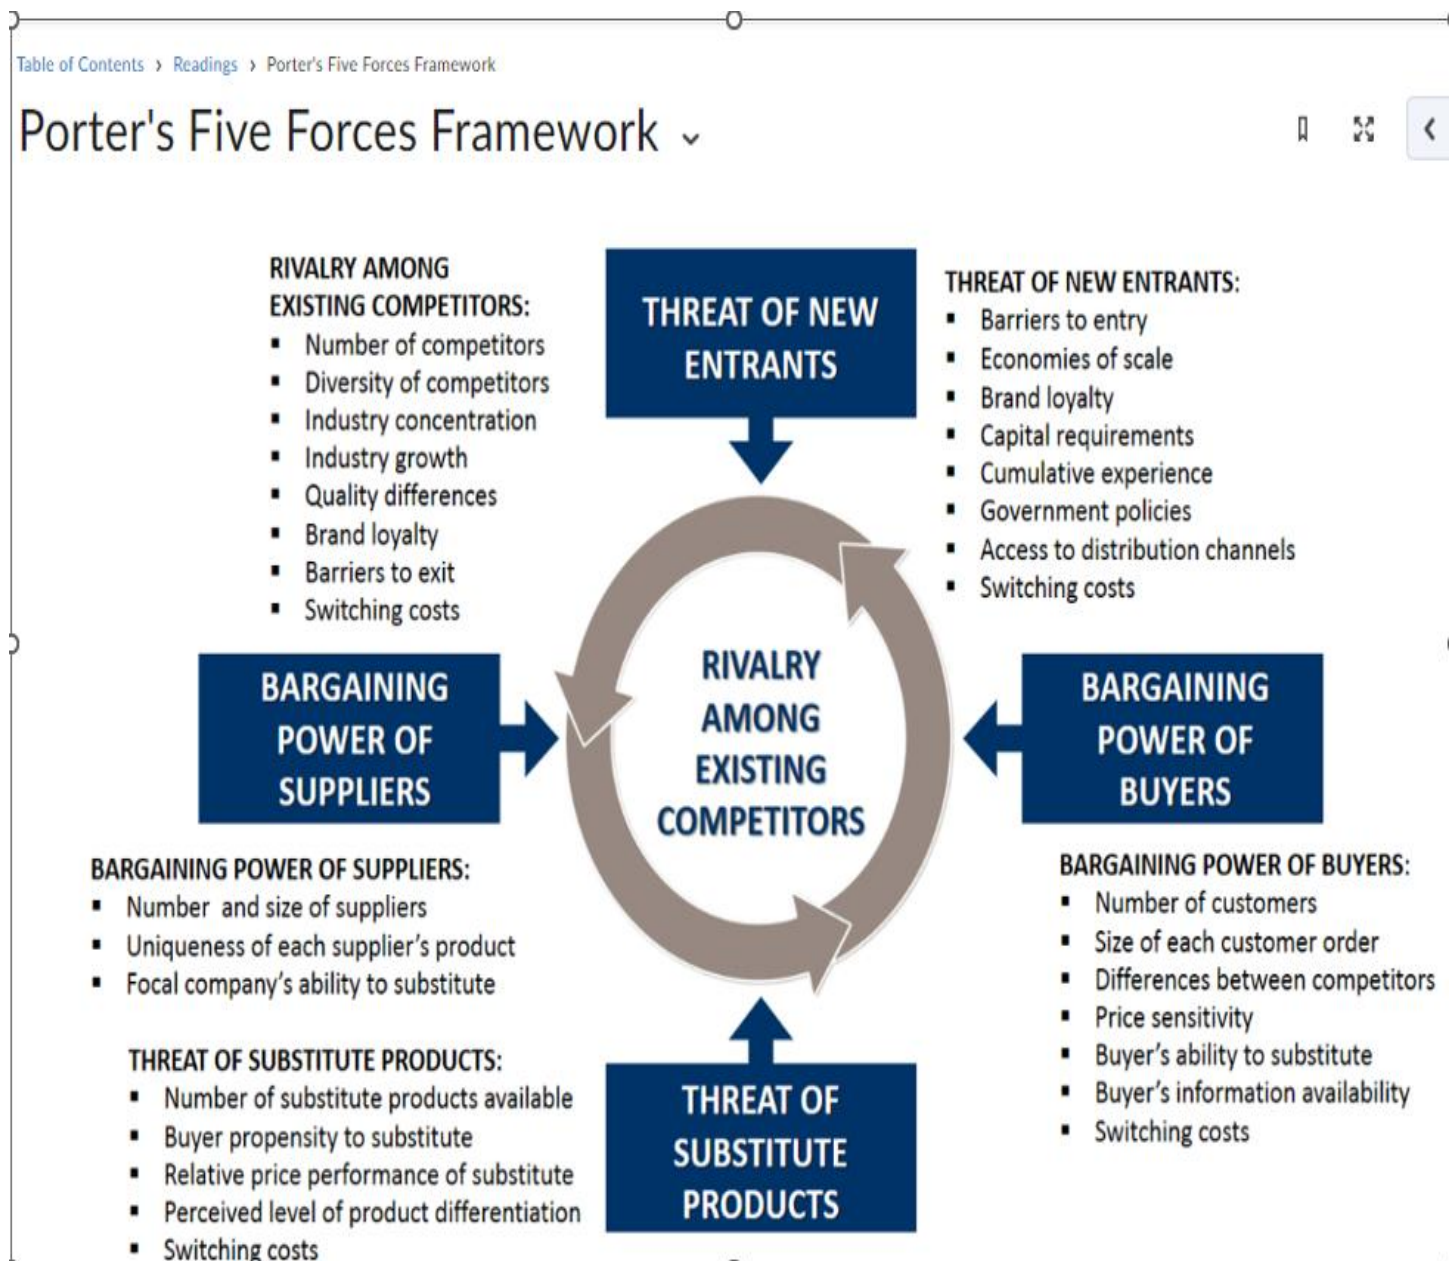 Table of Contents › Readings › Porter's Five Forces Framework
Porter's Five Forces Framework
RIVALRY AMONG
EXISTING COMPETITORS:
▪ Number of competitors
▪ Diversity of competitors
▪ Industry concentration
▪ Industry growth
▪ Quality differences
▪ Brand loyalty
▪ Barriers to exit
▪ Switching costs
THREAT OF NEW
ENTRANTS
THREAT OF NEW ENTRANTS:
▪ Barriers to entry
▪ Economies of scale
▪ Brand loyalty
▪ Capital requirements
▪ Cumulative experience
▪ Government policies
▪ Access to distribution channels
▪ Switching costs
BARGAINING
POWER OF
SUPPLIERS
RIVALRY
AMONG
EXISTING
COMPETITORS
BARGAINING
POWER OF
BUYERS
BARGAINING POWER OF SUPPLIERS:
▪ Number and size of suppliers
▪ Uniqueness of each supplier's product
▪ Focal company's ability to substitute
BARGAINING POWER OF BUYERS:
▪ Number of customers
▪ Size of each customer order
▪ Differences between competitors
▪ Price sensitivity
▪ Buyer's ability to substitute
▪ Buyer's information availability
▪ Switching costs
THREAT OF SUBSTITUTE PRODUCTS:
▪ Number of substitute products available
▪ Buyer propensity to substitute
▪ Relative price performance of substitute
▪ Perceived level of product differentiation
▪ Switching costs
THREAT OF
SUBSTITUTE
PRODUCTS